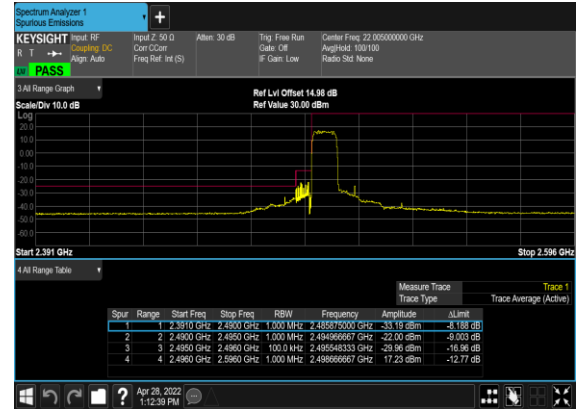 Spectrum Analyzer 1
Spurious Emissions
+
KEYSIGHT Input: RF Input Z: 50 Ω Atten: 30 dB Trig: Free Run Center Freq: 22.005000000 GHz
R T Coupling: DC Corr CCorr Gate: Off Avg|Hold: 100/100
Align: Auto Freq Ref: Int (S) IF Gain: Low Radio Std: None
PASS
3 All Range Graph
Ref Lvl Offset 14.98 dB
Scale/Div 10.0 dB Ref Value 30.00 dBm
Log
20.0
10.0
0.00
-10.0
-20.0
-30.0
-40.0
-50.0
-60.0
Start 2.391 GHz Stop 2.596 GHz
4 All Range Table
Measure Trace Trace 1
Trace Type Trace Average (Active)
Spur Range Start Freq Stop Freq RBW Frequency Amplitude ΔLimit
1 1 2.3910 GHz 2.4900 GHz 1.000 MHz 2.485875000 GHz -33.19 dBm -8.188 dB
2 2 2.4900 GHz 2.4950 GHz 1.000 MHz 2.494966667 GHz -22.00 dBm -9.003 dB
3 3 2.4950 GHz 2.4960 GHz 100.0 kHz 2.495548333 GHz -29.96 dBm -16.96 dB
4 4 2.4960 GHz 2.5960 GHz 1.000 MHz 2.498666667 GHz 17.23 dBm -12.77 dB
? Apr 28, 2022
1:12:39 PM